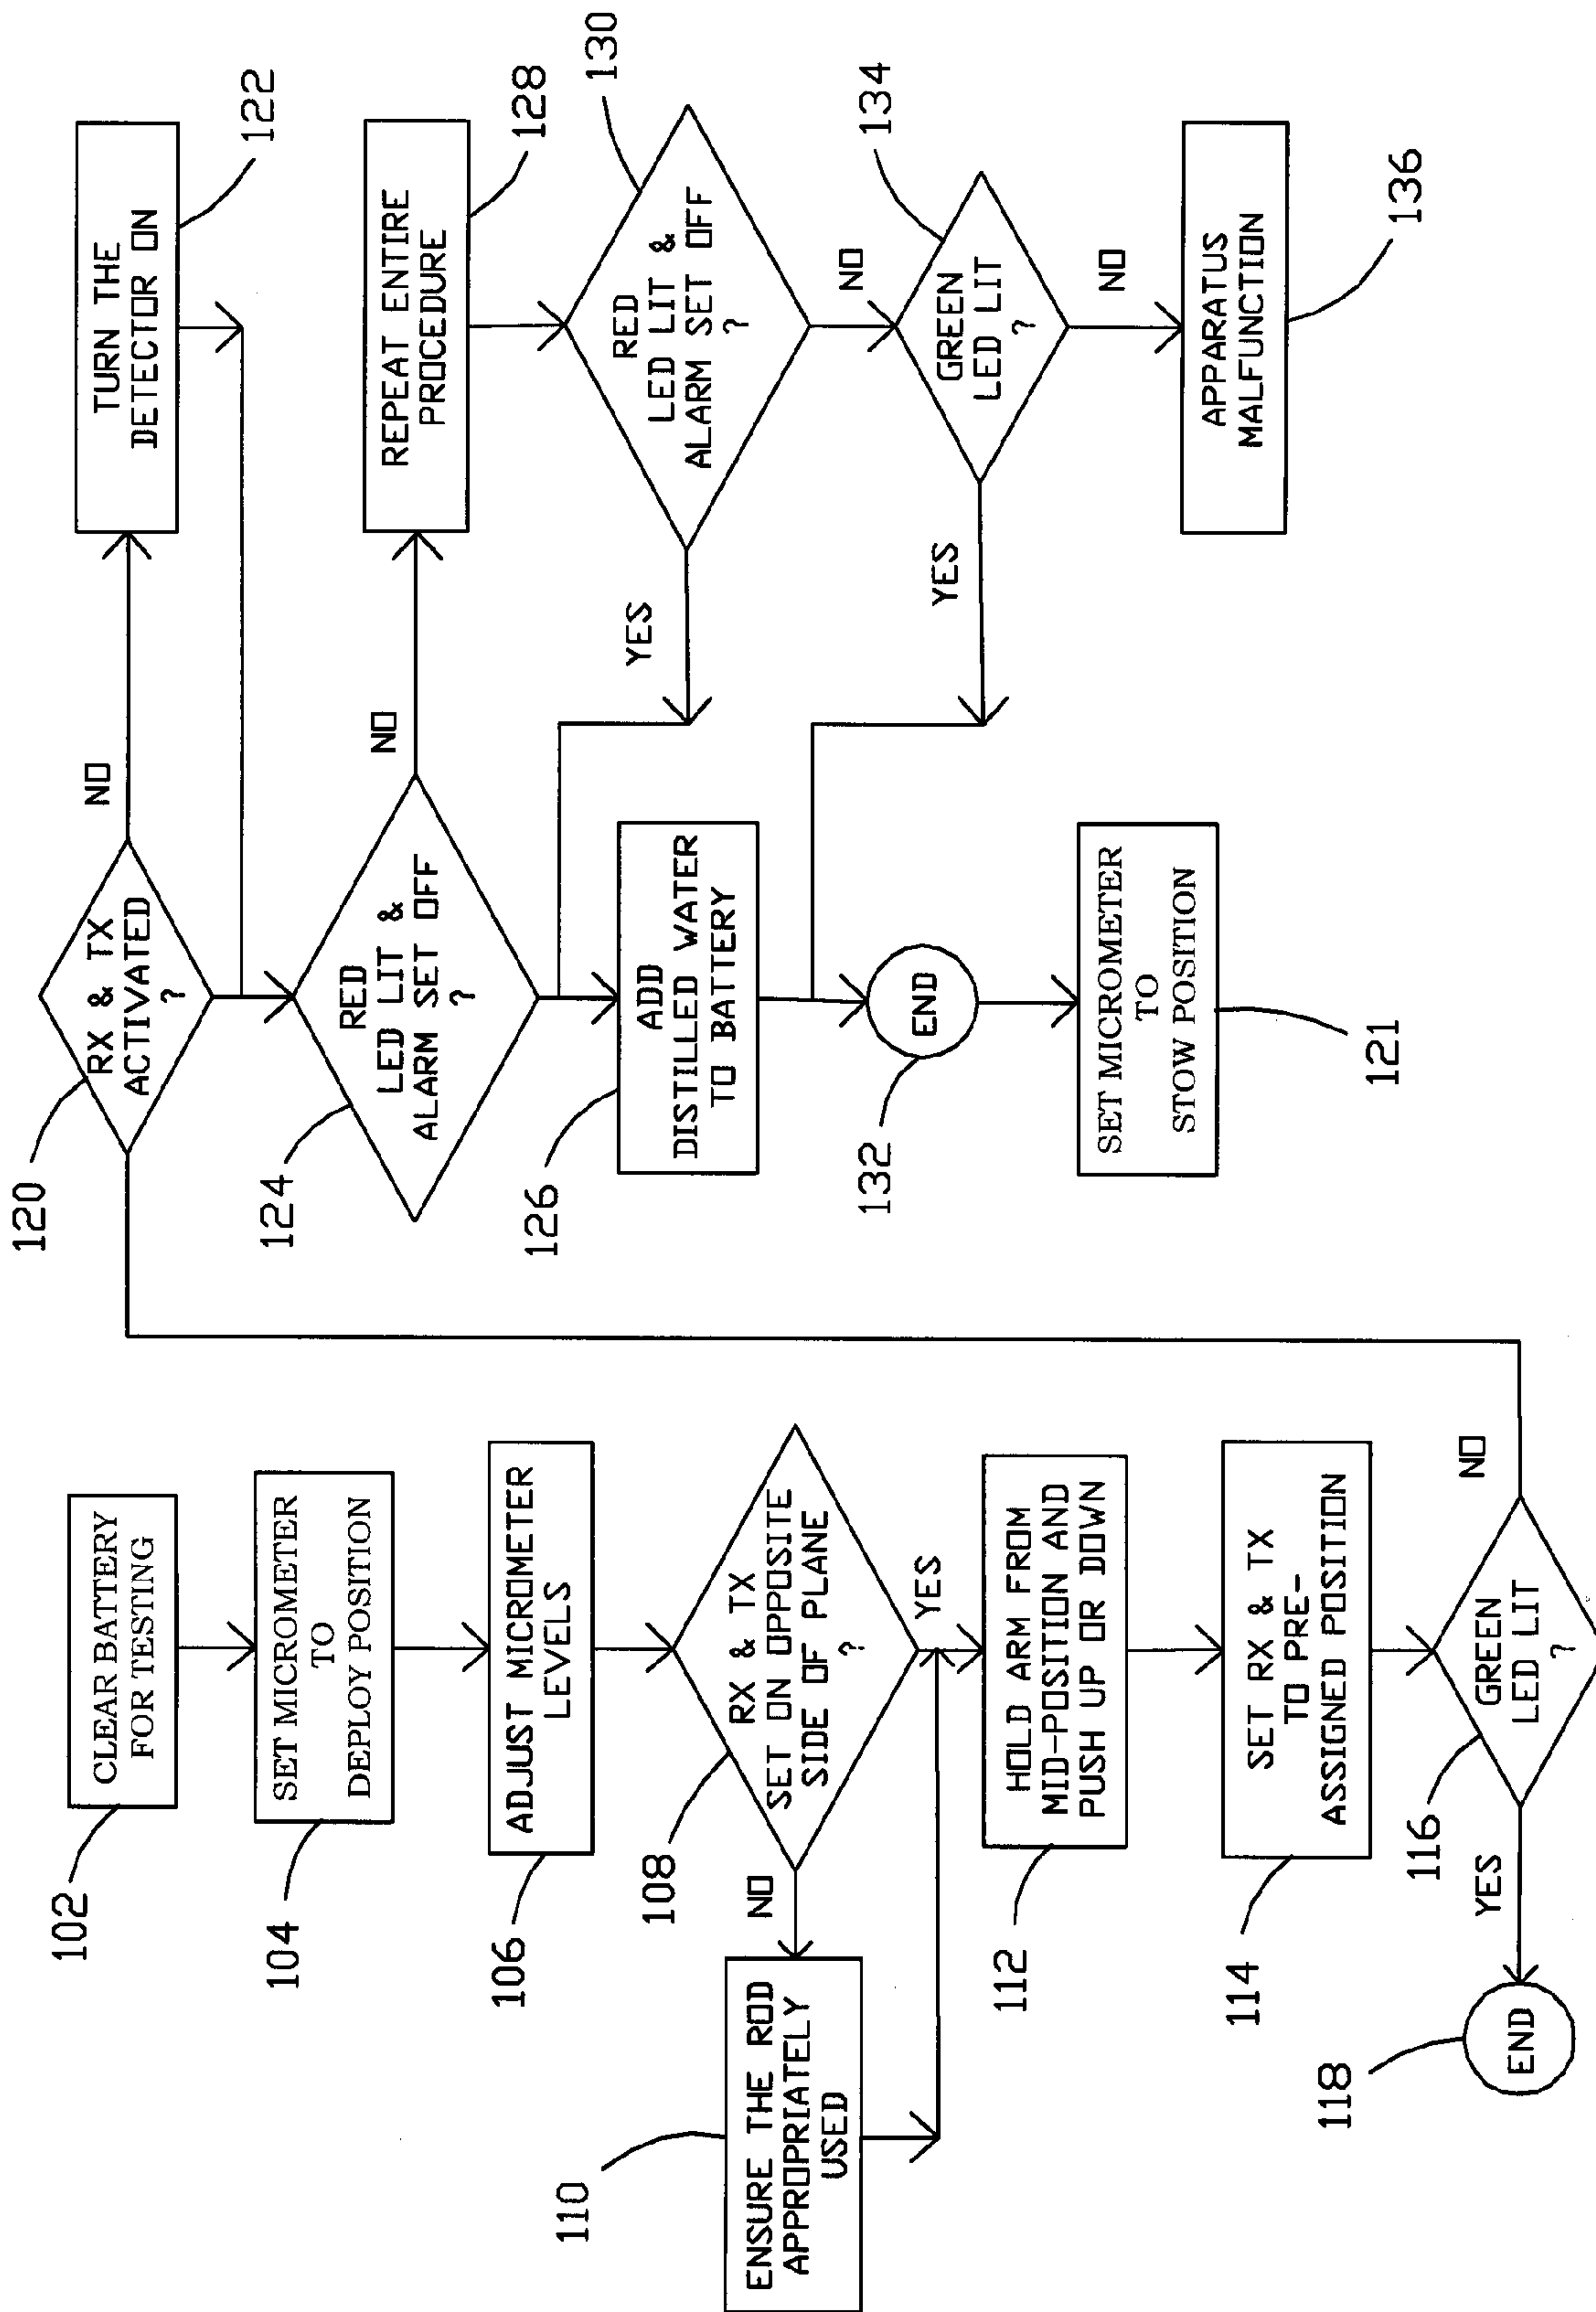 102
CLEAR BATTERY
FOR TESTING
104
SET MICROMETER
TO
DEPLOY POSITION
106
ADJUST MICROMETER
LEVELS
108
RX & TX
SET ON OPPOSITE
SIDE OF PLANE
?
NO
YES
110
ENSURE THE ROD
APPROPRIATELY
USED
112
HOLD ARM FROM
MID-POSITION AND
PUSH UP OR DOWN
114
SET RX & TX
TO PRE-
ASSIGNED POSITION
116
GREEN
LED LIT
?
YES
NO
118
END
120
RX & TX
ACTIVATED
?
NO
TURN THE
DETECTOR ON
122
124
RED
LED LIT &
ALARM SET OFF
?
NO
REPEAT ENTIRE
PROCEDURE
128
126
ADD
DISTILLED WATER
TO BATTERY
YES
RED
LED LIT &
ALARM SET OFF
?
130
NO
132
END
YES
GREEN
LED LIT
?
134
NO
SET MICROMETER
TO
STOW POSITION
121
APPARATUS
MALFUNCTION
136